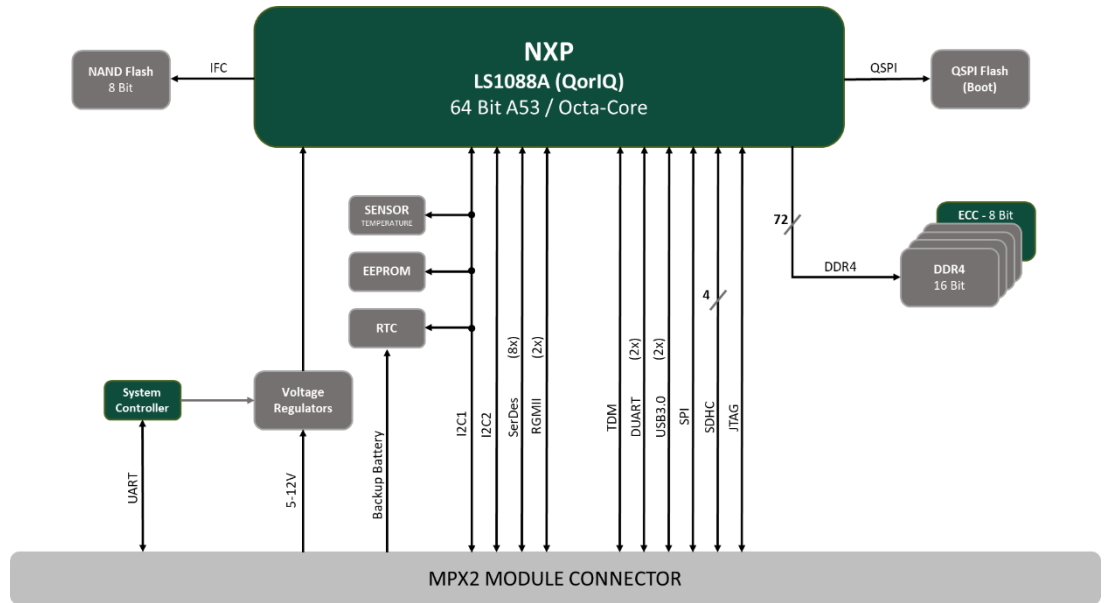 NXP
LS1088A (QorIQ)
64 Bit A53 / Octa-Core
NAND Flash
8 Bit
IFC
QSPI
QSPI Flash
(Boot)
SENSOR
TEMPERATURE
EEPROM
RTC
72
ECC - 8 Bit
DDR4
DDR4
16 Bit
4
System
Controller
Voltage
Regulators
UART
5-12V
Backup Battery
I2C1
I2C2
SerDes (8x)
RGMII (2x)
TDM
DUART (2x)
USB3.0 (2x)
SPI
SDHC
JTAG
MPX2 MODULE CONNECTOR